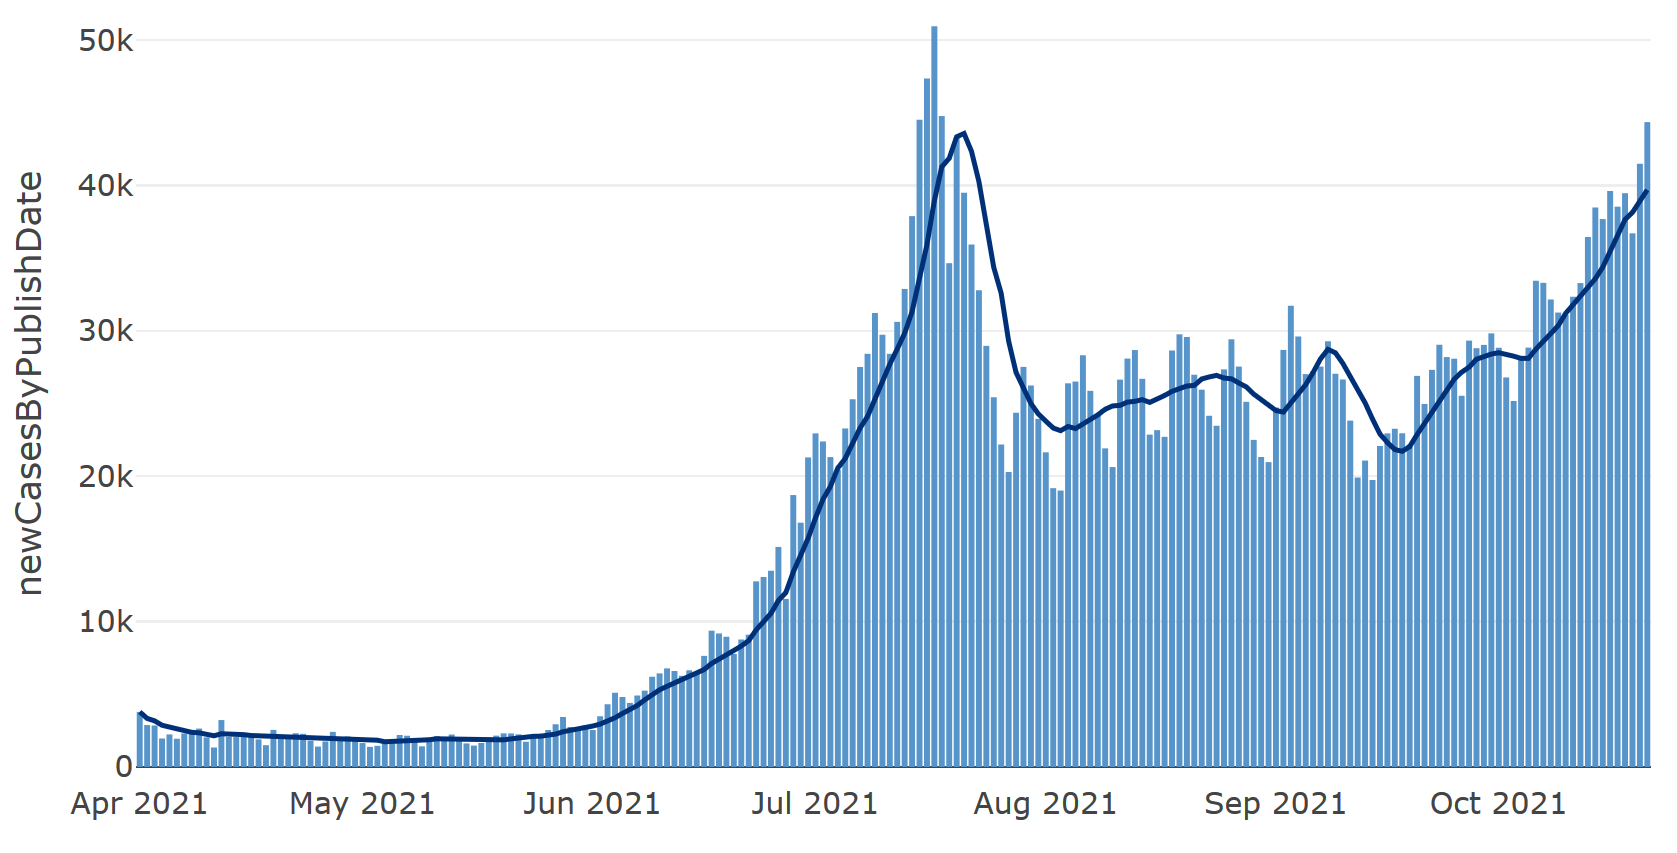 newCasesByPublishDate
50k
40k
30k
20k
10k
0
Apr 2021
May 2021
Jun 2021
Jul 2021
Aug 2021
Sep 2021
Oct 2021